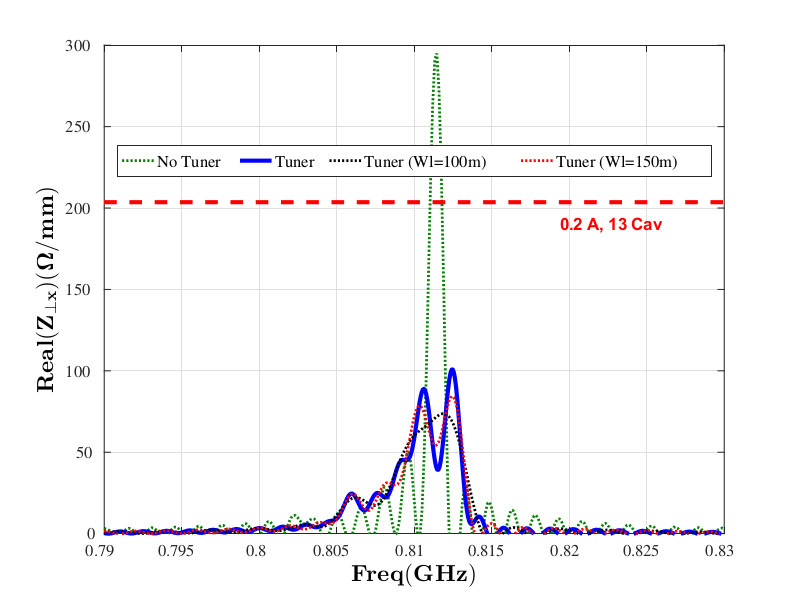 300
250
No Tuner Tuner Tuner (Wl=100m) Tuner (Wl=150m)
200
0.2 A, 13 Cav
150
100
50
0
0.79 0.795 0.8 0.805 0.81 0.815 0.82 0.825 0.83
Freq(GHz)
Real(Z⊥x)(Ω/mm)